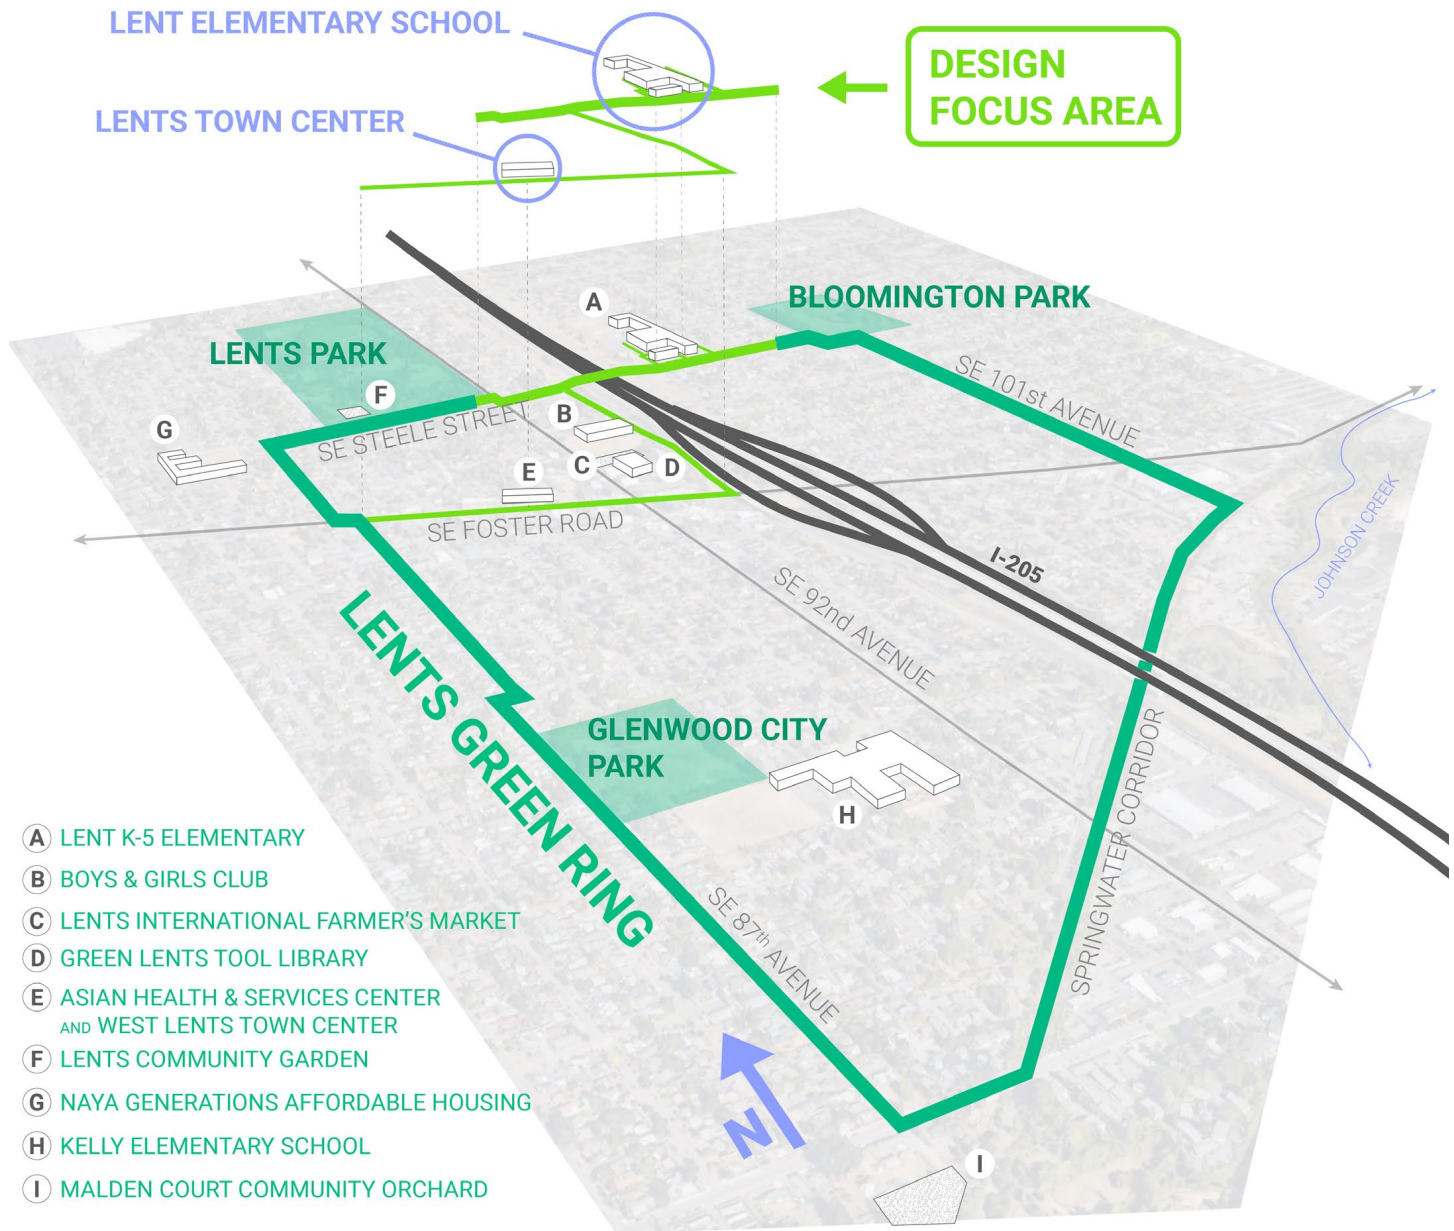 LENT ELEMENTARY SCHOOL
DESIGN
FOCUS AREA
LENTS TOWN CENTER
A
BLOOMINGTON PARK
LENTS PARK
SE 101st AVENUE
F
B
SE STEELE STREET
G
C
D
E
SE FOSTER ROAD
I-205
JOHNSON CREEK
SE 92nd AVENUE
LENTS GREEN RING
GLENWOOD CITY
PARK
H
SPRINGWATER CORRIDOR
SE 87th AVENUE
N
I
A LENT K-5 ELEMENTARY
B BOYS & GIRLS CLUB
C LENTS INTERNATIONAL FARMER'S MARKET
D GREEN LENTS TOOL LIBRARY
E ASIAN HEALTH & SERVICES CENTER
AND WEST LENTS TOWN CENTER
F LENTS COMMUNITY GARDEN
G NAYA GENERATIONS AFFORDABLE HOUSING
H KELLY ELEMENTARY SCHOOL
I MALDEN COURT COMMUNITY ORCHARD